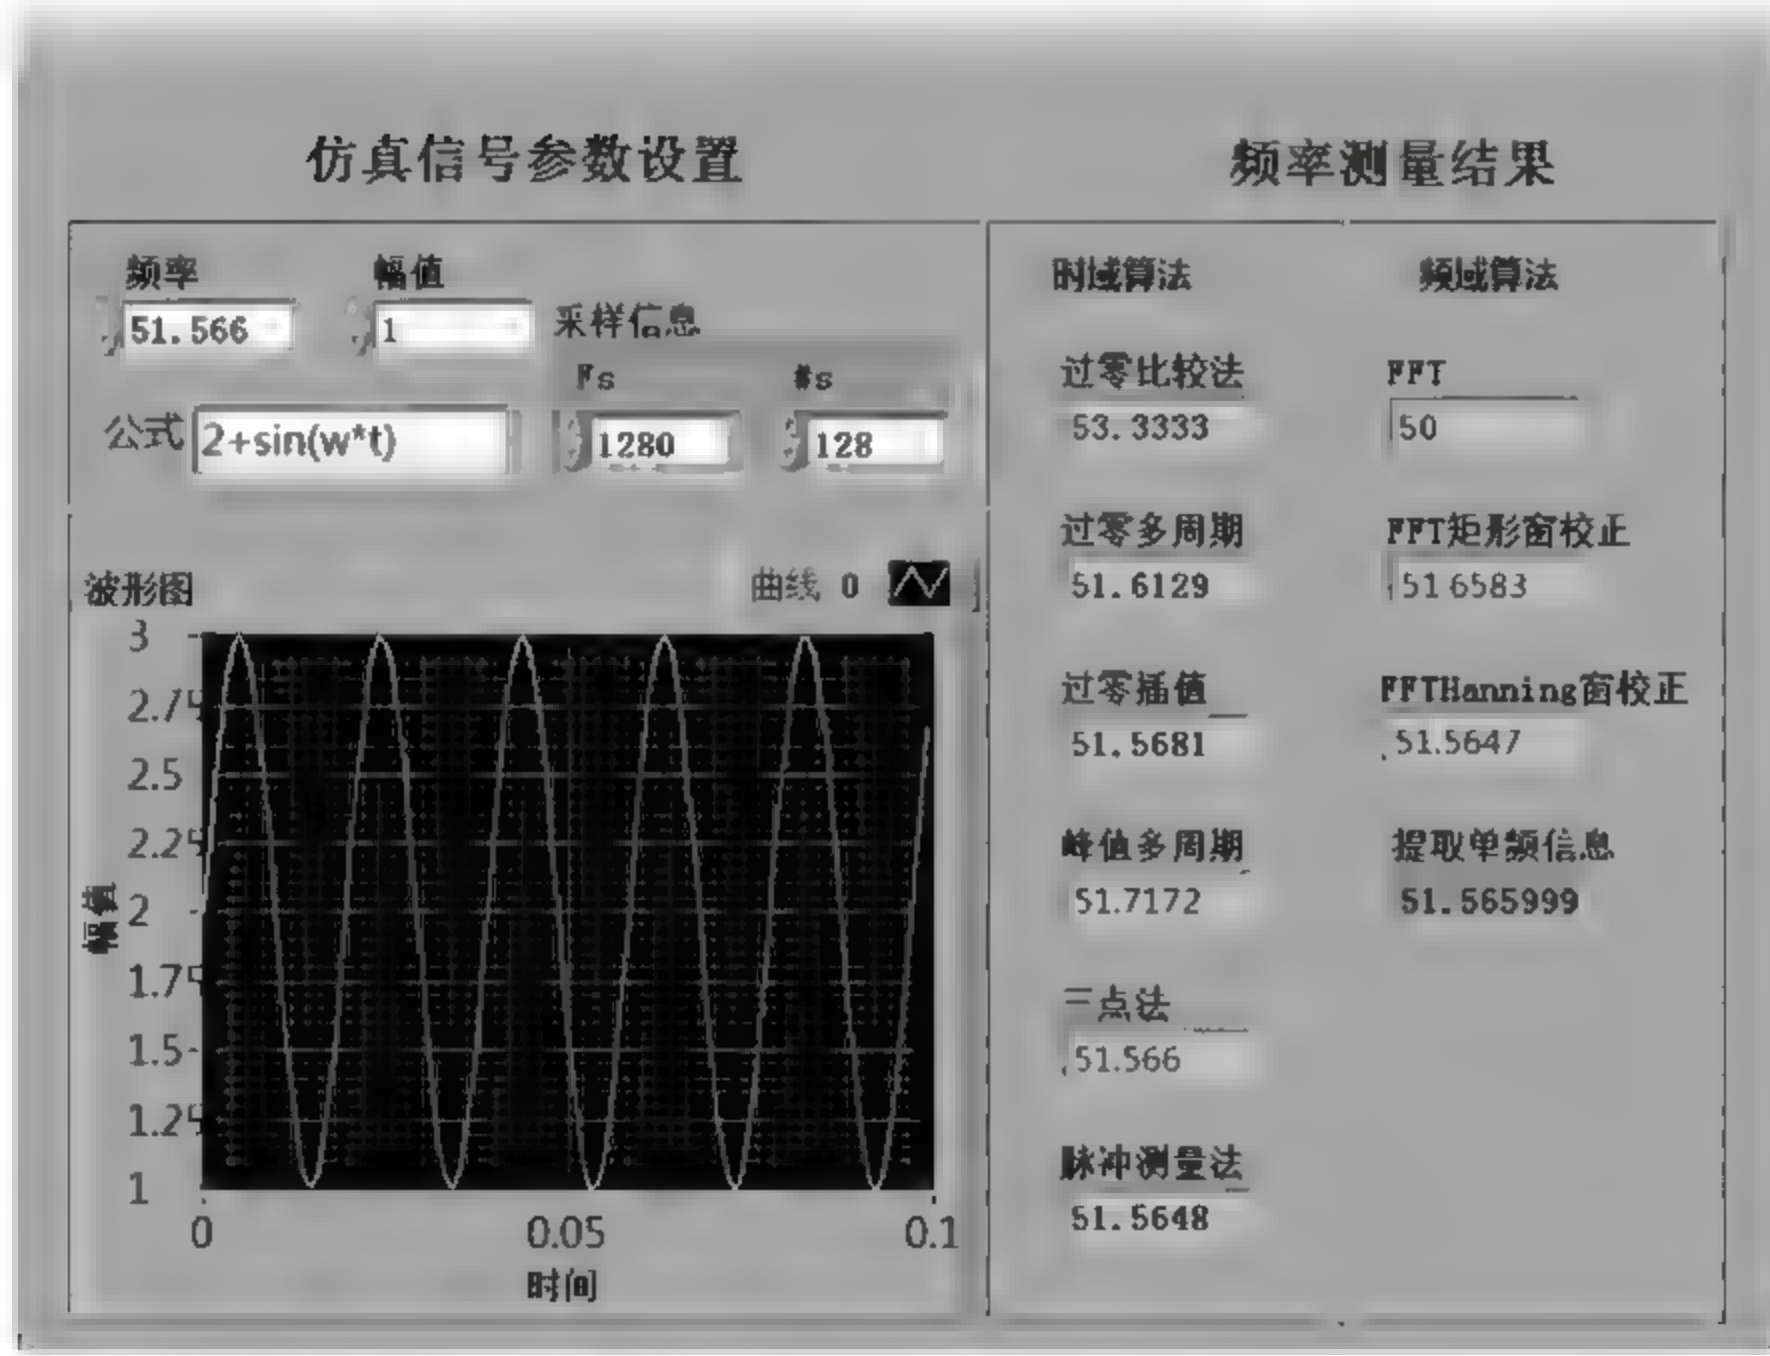 仿真信号参数设置
频率测量结果
频率
幅值
51.566
1
采样信息
Fs
#s
公式
2+sin(w*t)
1280
128
波形图
曲线 0
幅值
3
2.75
2.5
2.25
2
1.75
1.5
1.25
1
0
0.05
0.1
时间
时域算法
频域算法
过零比较法
FFT
53.3333
50
过零多周期
FFT矩形窗校正
51.6129
51.6583
过零插值
FFTHanning窗校正
51.5681
51.5647
峰值多周期
提取单频信息
51.7172
51.565999
三点法
51.566
脉冲测量法
51.5648